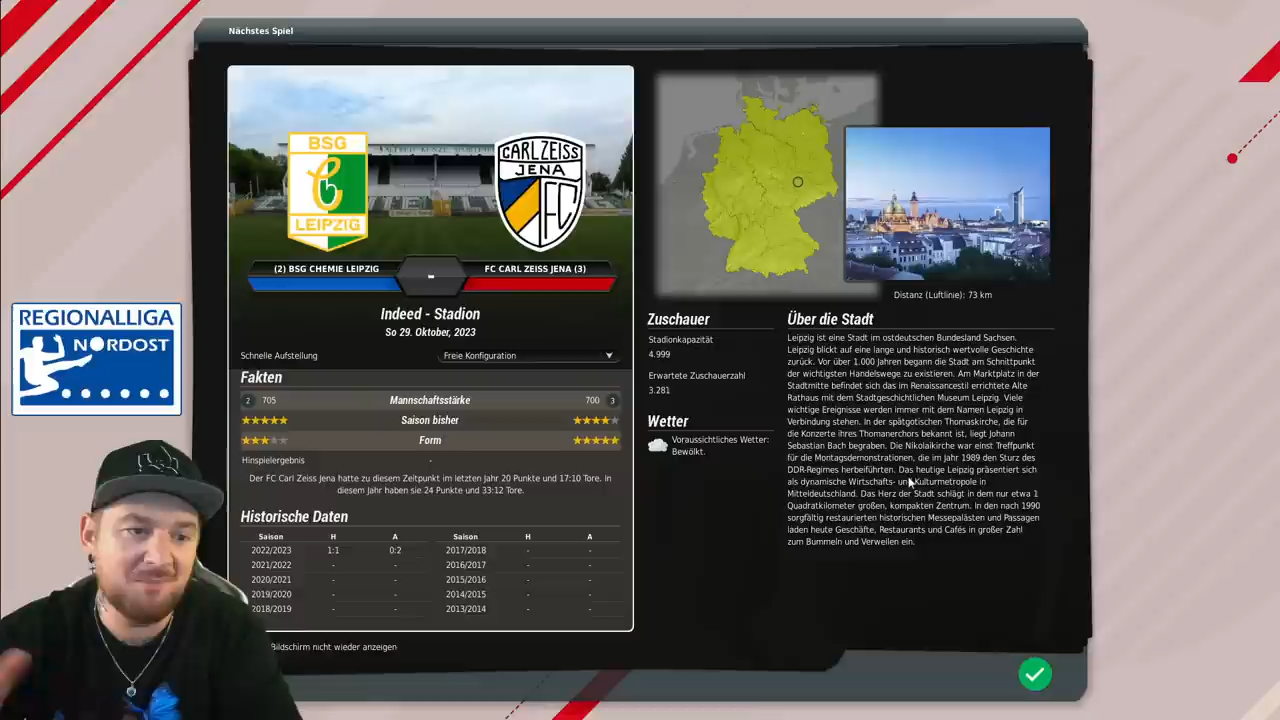 Nächstes Spiel
BSG
LEIPZIG
CARL ZEISS
JENA
FC
(2) BSG CHEMIE LEIPZIG
-
FC CARL ZEISS JENA (3)
Indeed - Stadion
So 29. Oktober, 2023
Schnelle Aufstellung
Freie Konfiguration
Fakten
2 705 Mannschaftsstärke 700 3
Saison bisher
Form
Hinspielergebnis -
Der FC Carl Zeiss Jena hatte zu diesem Zeitpunkt im letzten Jahr 20 Punkte und 17:10 Tore. In
diesem Jahr haben sie 24 Punkte und 33:12 Tore.
Historische Daten
Saison H A Saison H A
2022/2023 1:1 0:2 2017/2018 - -
2021/2022 - - 2016/2017 - -
2020/2021 - - 2015/2016 - -
2019/2020 - - 2014/2015 - -
2018/2019 - - 2013/2014 - -
Bildschirm nicht wieder anzeigen
Distanz (Luftlinie): 73 km
Zuschauer
Stadionkapazität
4.999
Erwartete Zuschauerzahl
3.281
Wetter
Voraussichtliches Wetter:
Bewölkt.
Über die Stadt
Leipzig ist eine Stadt im ostdeutschen Bundesland Sachsen.
Leipzig blickt auf eine lange und historisch wertvolle Geschichte
zurück. Vor über 1.000 Jahren begann die Stadt am Schnittpunkt
der wichtigsten Handelswege zu existieren. Am Marktplatz in der
Stadtmitte befindet sich das im Renaissancestil errichtete Alte
Rathaus mit dem Stadtgeschichtlichen Museum Leipzig. Viele
wichtige Ereignisse werden immer mit dem Namen Leipzig in
Verbindung stehen. In der spätgotischen Thomaskirche, die für
die Konzerte ihres Thomanerchors bekannt ist, liegt Johann
Sebastian Bach begraben. Die Nikolaikirche war einst Treffpunkt
für die Montagsdemonstrationen, die im Jahr 1989 den Sturz des
DDR-Regimes herbeiführten. Das heutige Leipzig präsentiert sich
als dynamische Wirtschafts- und Kulturmetropole in
Mitteldeutschland. Das Herz der Stadt schlägt in dem nur etwa 1
Quadratkilometer großen, kompakten Zentrum. In den nach 1990
sorgfältig restaurierten historischen Messepalästen und Passagen
laden heute Geschäfte, Restaurants und Cafés in großer Zahl
zum Bummeln und Verweilen ein.
REGIONALLIGA
NORDOST